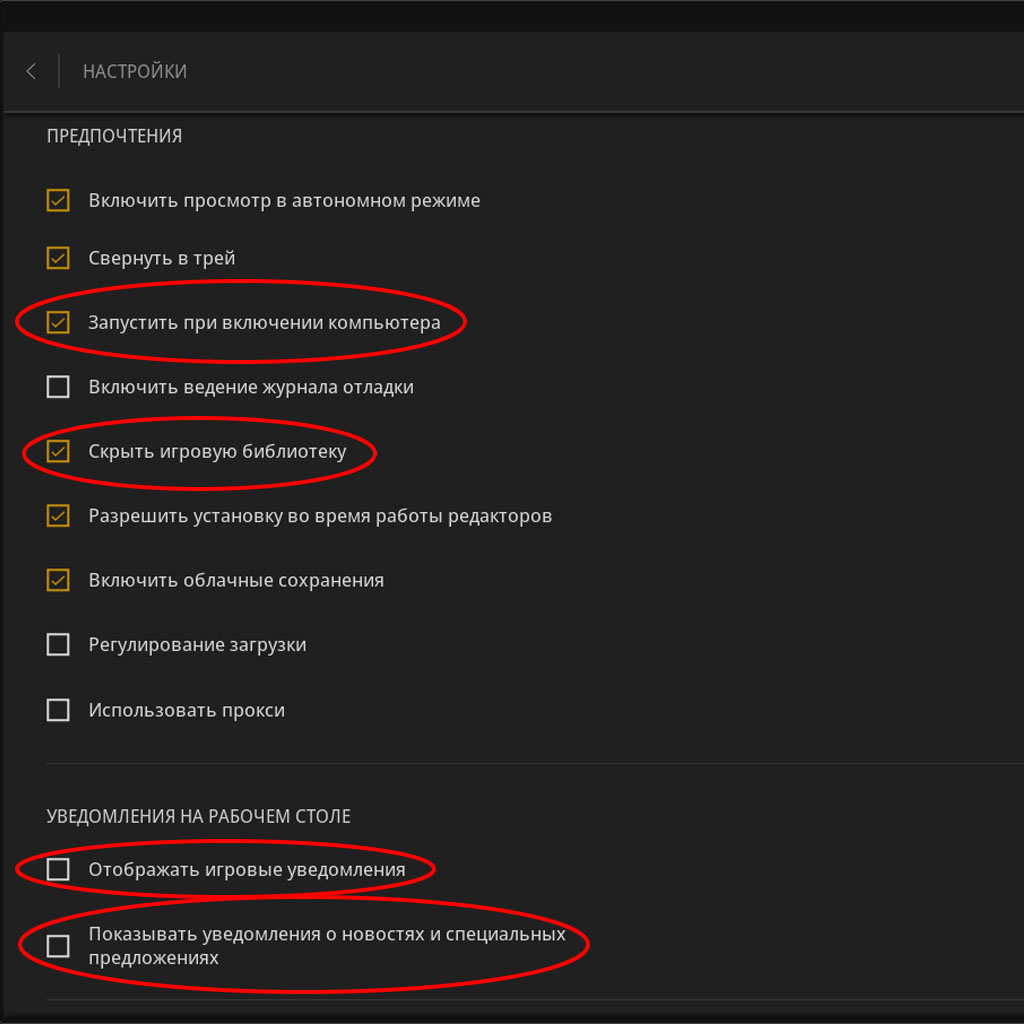 НАСТРОЙКИ
ПРЕДПОЧТЕНИЯ
Включить просмотр в автономном режиме
Свернуть в трей
Запустить при включении компьютера
Включить ведение журнала отладки
Скрыть игровую библиотеку
Разрешить установку во время работы редакторов
Включить облачные сохранения
Регулирование загрузки
Использовать прокси
УВЕДОМЛЕНИЯ НА РАБОЧЕМ СТОЛЕ
Отображать игровые уведомления
Показывать уведомления о новостях и специальных
предложениях